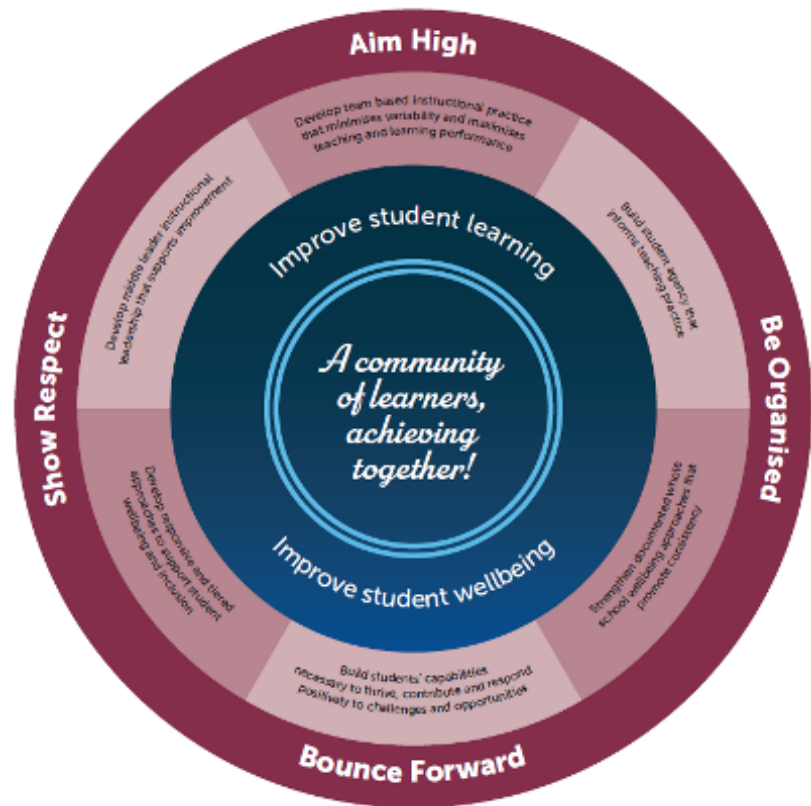 Aim High
Develop team based instructional practice
that minimises variability and maximises
teaching and learning performance
Build student agency that
informs teaching practice
Be Organised
Strengthen documented whole
school wellbeing approaches that
promote consistency
Build students' capabilities
necessary to thrive, contribute and respond
positively to challenges and opportunities
Bounce Forward
Develop responsive and tiered
approaches to support student
wellbeing and inclusion
Show Respect
Develop middle leader instructional
leadership that supports improvement
Improve student learning
A community
of learners,
achieving
together!
Improve student wellbeing